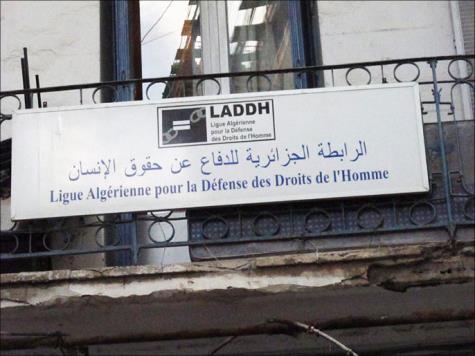 LADDH
Ligue Algérienne
pour la Défense
des Droits de l'Homme
الرابطة الجزائرية للدفاع عن حقوق الإنسان
Ligue Algérienne pour la Défense des Droits de l'Homme